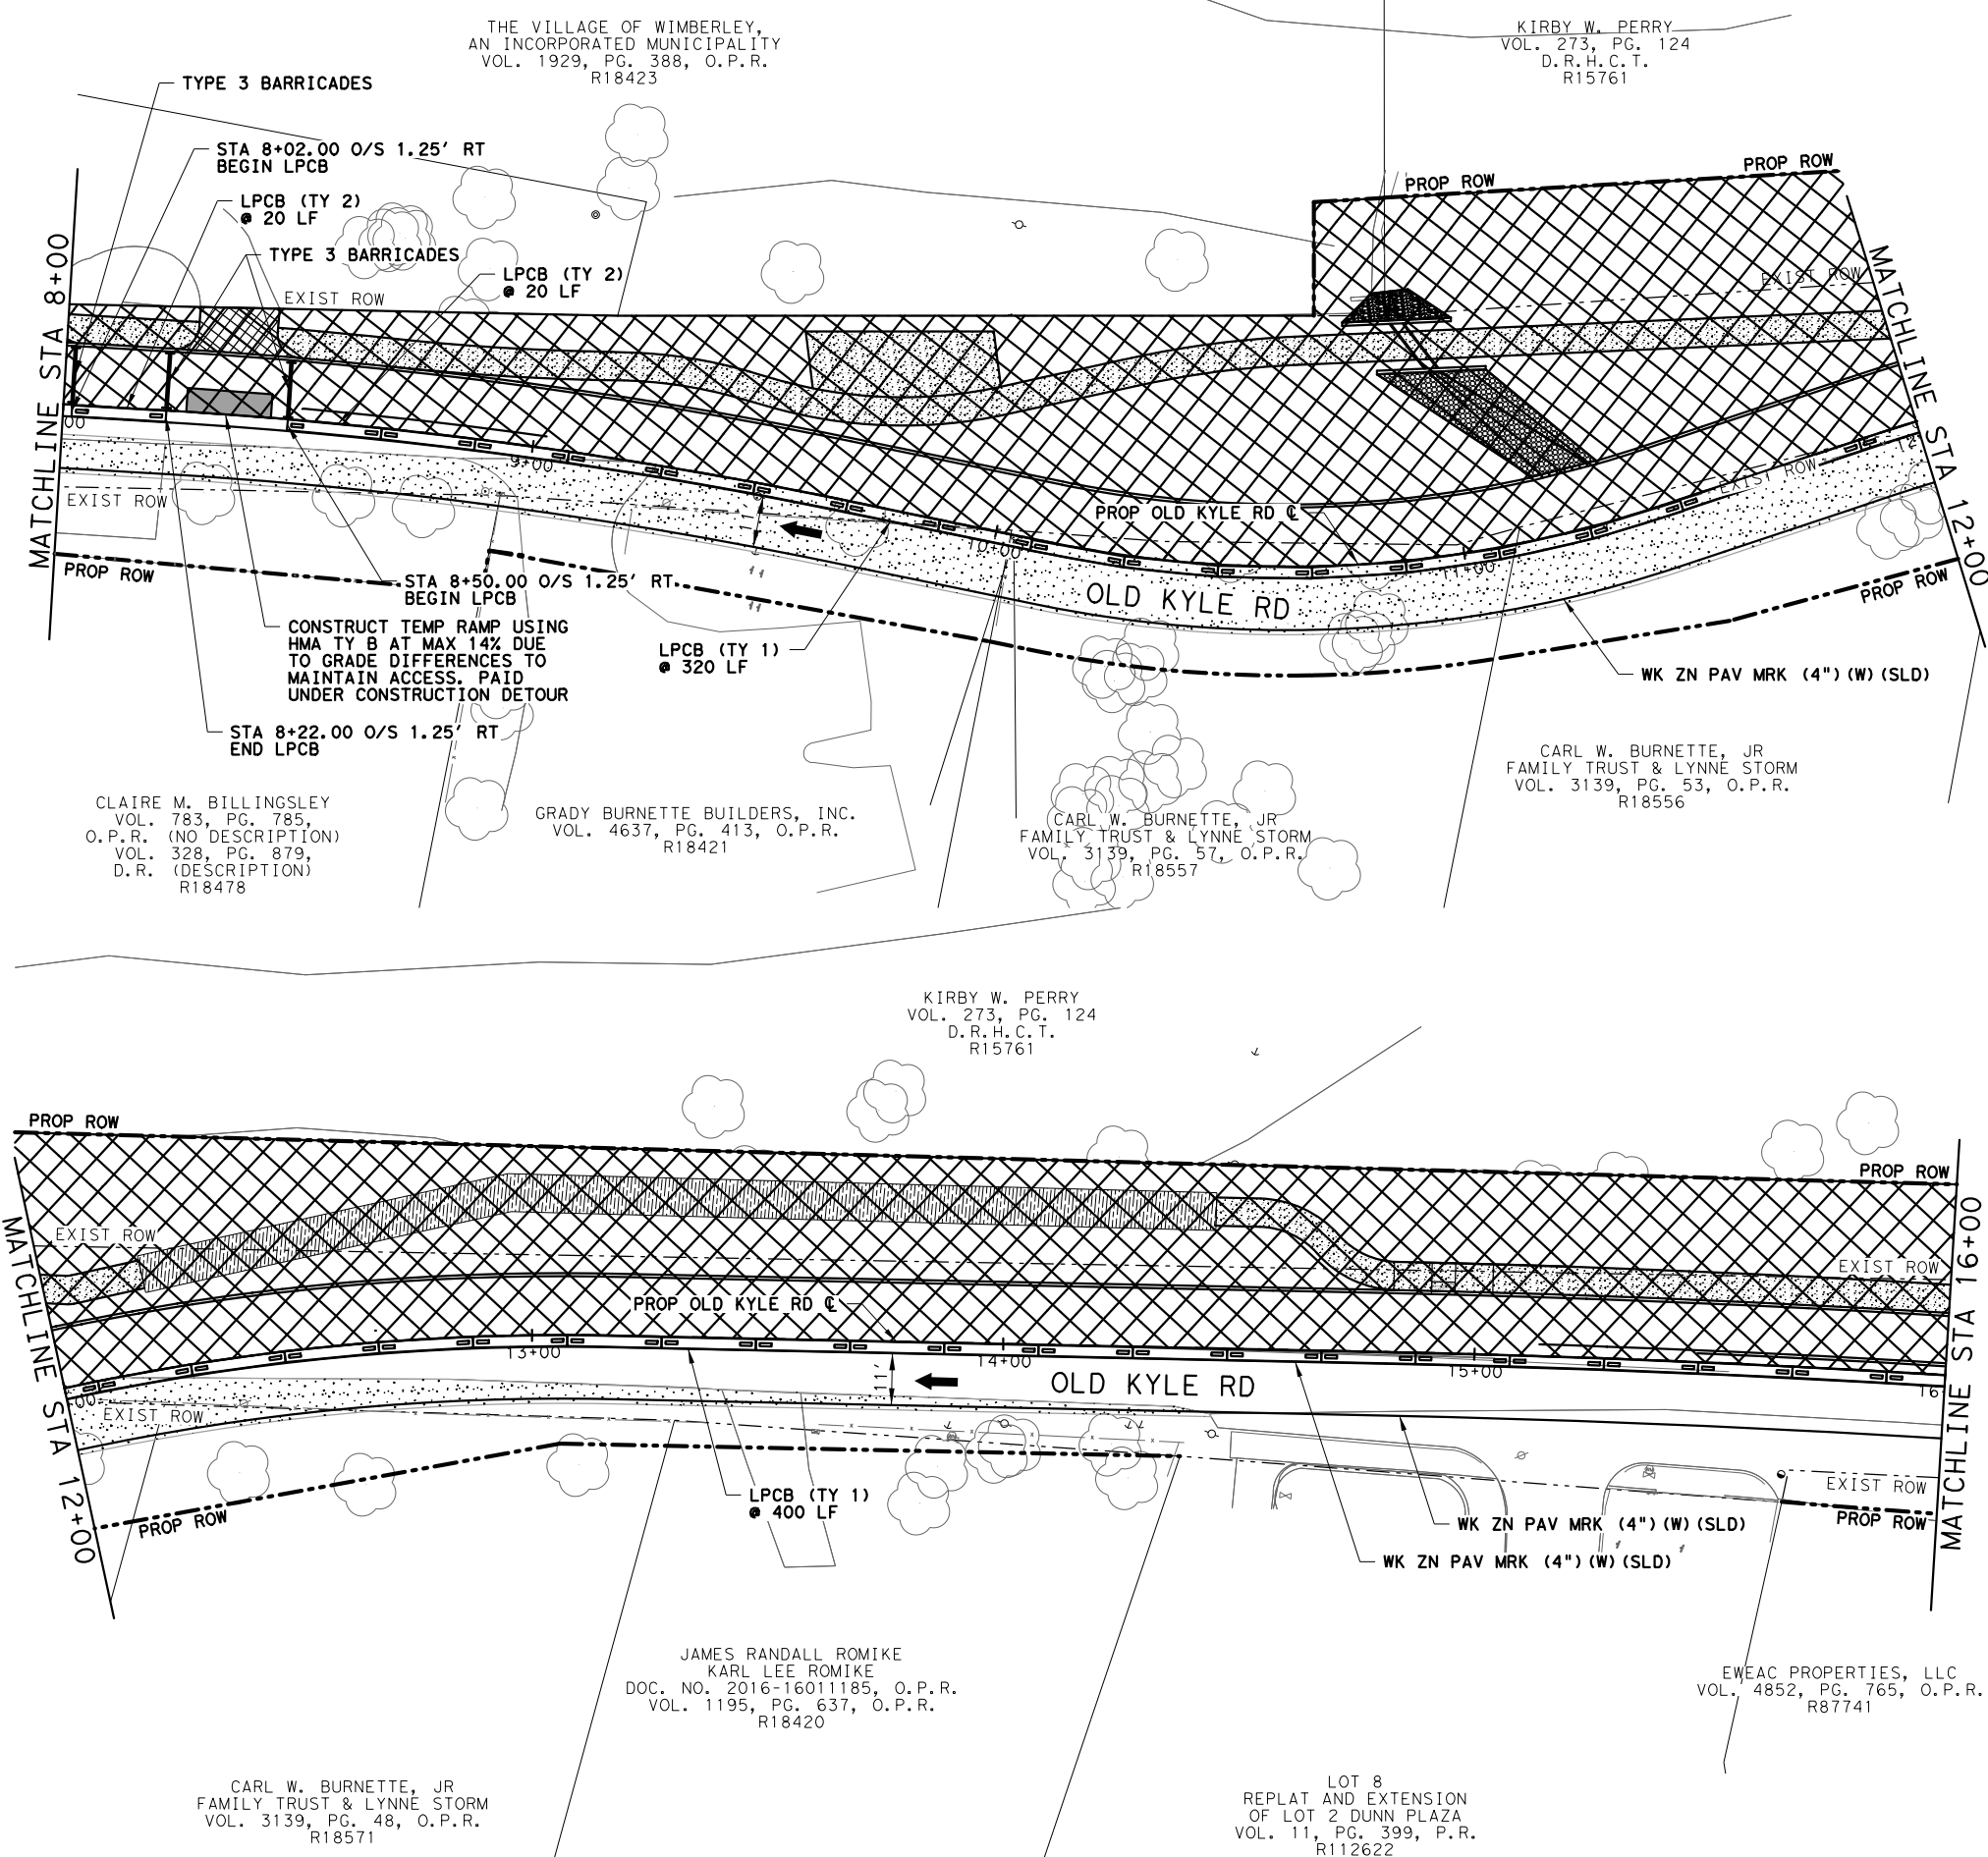 THE VILLAGE OF WIMBERLEY,
AN INCORPORATED MUNICIPALITY
VOL. 1929, PG. 388, O.P.R.
R18423
KIRBY W. PERRY
VOL. 273, PG. 124
D.R.H.C.T.
R15761
TYPE 3 BARRICADES
STA 8+02.00 O/S 1.25' RT
BEGIN LPCB
LPCB (TY 2)
@ 20 LF
TYPE 3 BARRICADES
LPCB (TY 2)
@ 20 LF
EXIST ROW
PROP ROW
PROP ROW
EXIST ROW
MATCHLINE STA 8+00
MATCHLINE STA 12+00
00
9+00
10+00
11+00
12
EXIST ROW
EXIST ROW
PROP OLD KYLE RD ℄
OLD KYLE RD
PROP ROW
PROP ROW
STA 8+50.00 O/S 1.25' RT
BEGIN LPCB
CONSTRUCT TEMP RAMP USING
HMA TY B AT MAX 14% DUE
TO GRADE DIFFERENCES TO
MAINTAIN ACCESS. PAID
UNDER CONSTRUCTION DETOUR
LPCB (TY 1)
@ 320 LF
11'
WK ZN PAV MRK (4")(W)(SLD)
STA 8+22.00 O/S 1.25' RT
END LPCB
CLAIRE M. BILLINGSLEY
VOL. 783, PG. 785,
O.P.R. (NO DESCRIPTION)
VOL. 328, PG. 879,
D.R. (DESCRIPTION)
R18478
GRADY BURNETTE BUILDERS, INC.
VOL. 4637, PG. 413, O.P.R.
R18421
CARL W. BURNETTE, JR
FAMILY TRUST & LYNNE STORM
VOL. 3139, PG. 57, O.P.R.
R18557
CARL W. BURNETTE, JR
FAMILY TRUST & LYNNE STORM
VOL. 3139, PG. 53, O.P.R.
R18556
KIRBY W. PERRY
VOL. 273, PG. 124
D.R.H.C.T.
R15761
PROP ROW
PROP ROW
EXIST ROW
EXIST ROW
MATCHLINE STA 12+00
MATCHLINE STA 16+00
PROP OLD KYLE RD ℄
00
13+00
14+00
15+00
16
11'
OLD KYLE RD
EXIST ROW
EXIST ROW
PROP ROW
PROP ROW
LPCB (TY 1)
@ 400 LF
WK ZN PAV MRK (4")(W)(SLD)
WK ZN PAV MRK (4")(W)(SLD)
JAMES RANDALL ROMIKE
KARL LEE ROMIKE
DOC. NO. 2016-16011185, O.P.R.
VOL. 1195, PG. 637, O.P.R.
R18420
EWEAC PROPERTIES, LLC
VOL. 4852, PG. 765, O.P.R.
R87741
CARL W. BURNETTE, JR
FAMILY TRUST & LYNNE STORM
VOL. 3139, PG. 48, O.P.R.
R18571
LOT 8
REPLAT AND EXTENSION
OF LOT 2 DUNN PLAZA
VOL. 11, PG. 399, P.R.
R112622